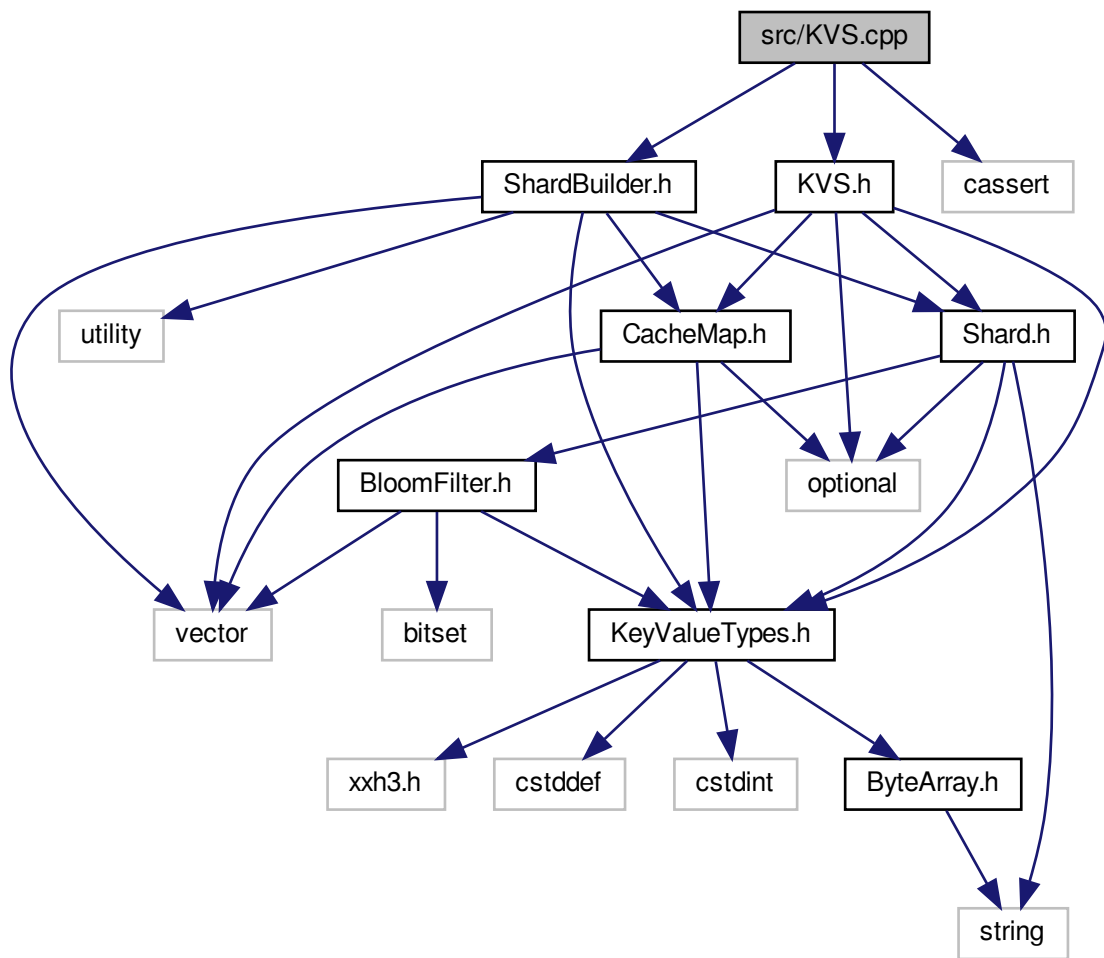 src/KVS.cpp
ShardBuilder.h
KVS.h
cassert
utility
CacheMap.h
Shard.h
BloomFilter.h
optional
vector
bitset
KeyValueTypes.h
xxh3.h
cstddef
cstdint
ByteArray.h
string